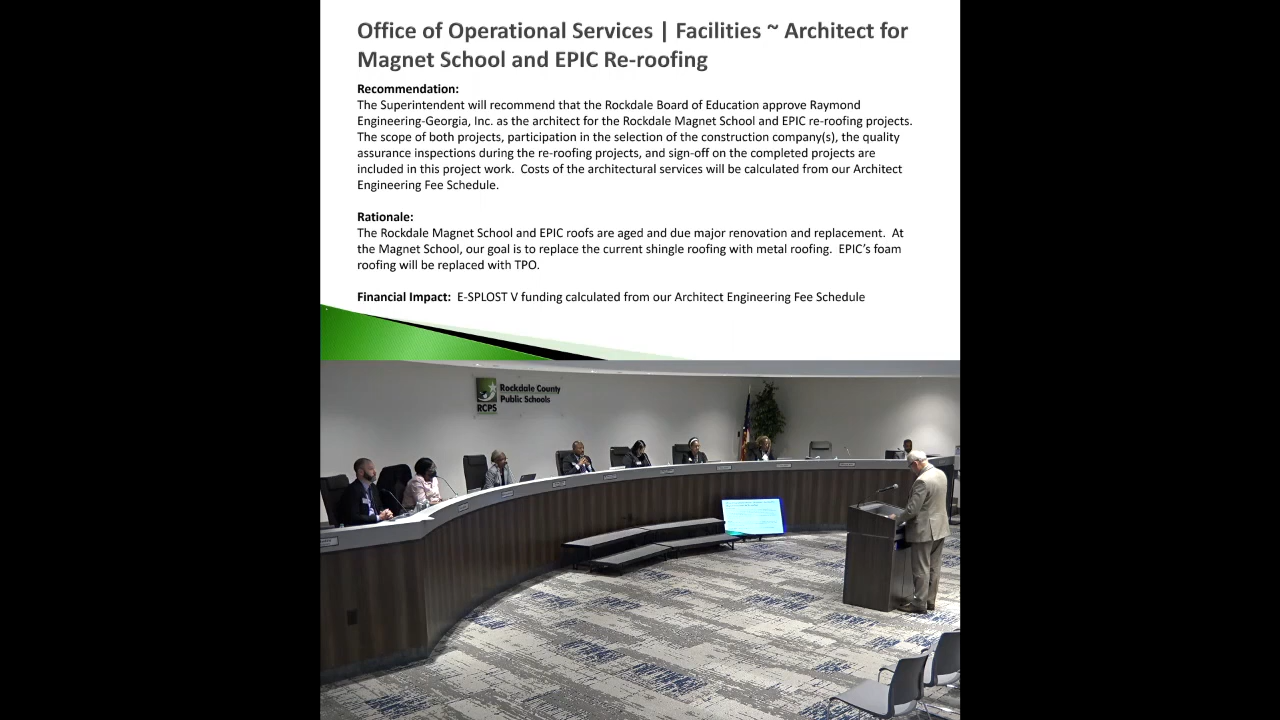 Office of Operational Services | Facilities ~ Architect for
Magnet School and EPIC Re-roofing
Recommendation:
The Superintendent will recommend that the Rockdale Board of Education approve Raymond
Engineering-Georgia, Inc. as the architect for the Rockdale Magnet School and EPIC re-roofing projects.
The scope of both projects, participation in the selection of the construction company(s), the quality
assurance inspections during the re-roofing projects, and sign-off on the completed projects are
included in this project work.  Costs of the architectural services will be calculated from our Architect
Engineering Fee Schedule.
Rationale:
The Rockdale Magnet School and EPIC roofs are aged and due major renovation and replacement.  At
the Magnet School, our goal is to replace the current shingle roofing with metal roofing.  EPIC's foam
roofing will be replaced with TPO.
Financial Impact:  E-SPLOST V funding calculated from our Architect Engineering Fee Schedule
Rockdale County
Public Schools
RCPS